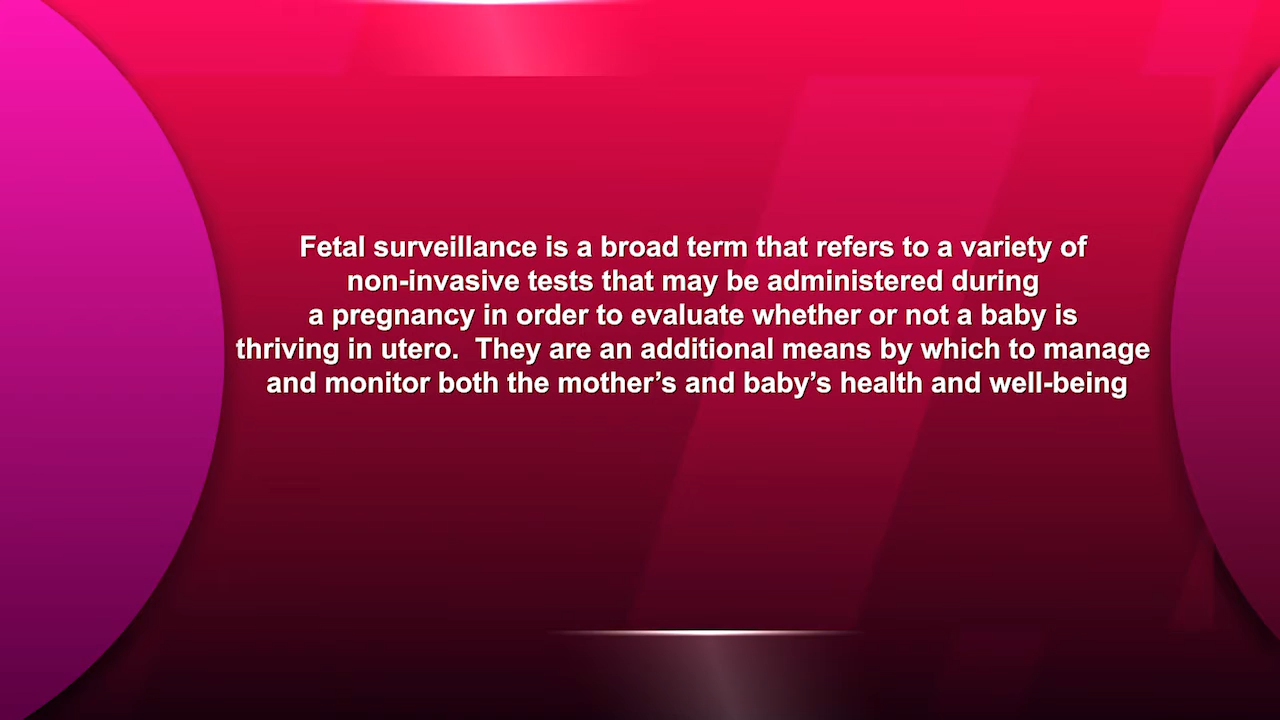 Fetal surveillance is a broad term that refers to a variety of
non-invasive tests that may be administered during
a pregnancy in order to evaluate whether or not a baby is
thriving in utero.  They are an additional means by which to manage
and monitor both the mother’s and baby’s health and well-being